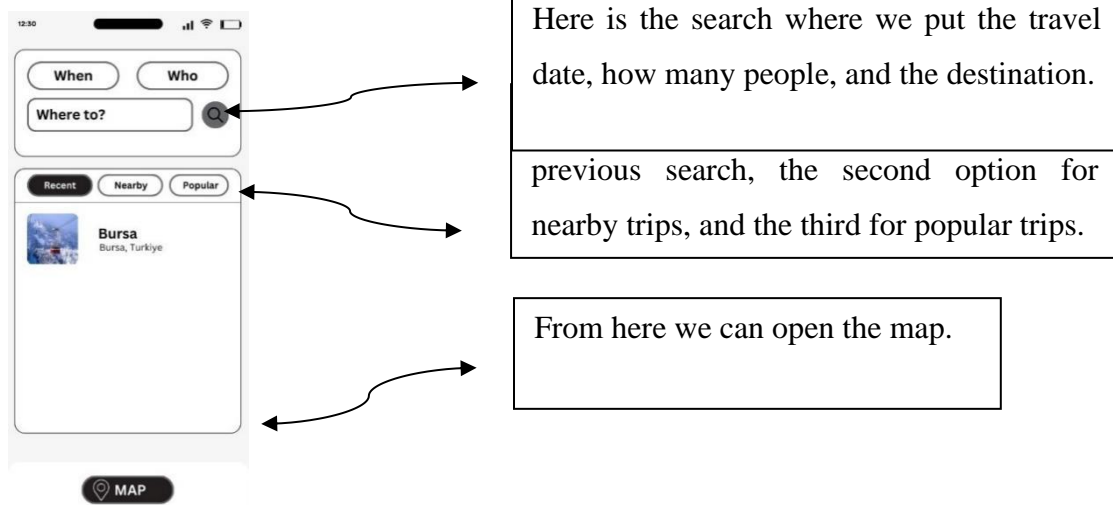 12:30
When Who
Where to?
Recent Nearby Popular
Bursa
Bursa, Turkiye
MAP
Here is the search where we put the travel
date, how many people, and the destination.
previous search, the second option for
nearby trips, and the third for popular trips.
From here we can open the map.